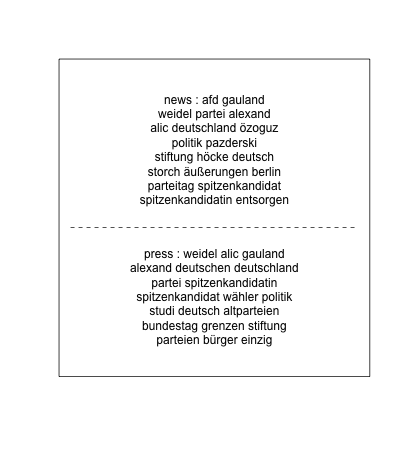 news : afd gauland
weidel partei alexand
alic deutschland özoguz
politik pazderski
stiftung höcke deutsch
storch äußerungen berlin
parteitag spitzenkandidat
spitzenkandidatin entsorgen
press : weidel alic gauland
alexand deutschen deutschland
partei spitzenkandidatin
spitzenkandidat wähler politik
studi deutsch altparteien
bundestag grenzen stiftung
parteien bürger einzig